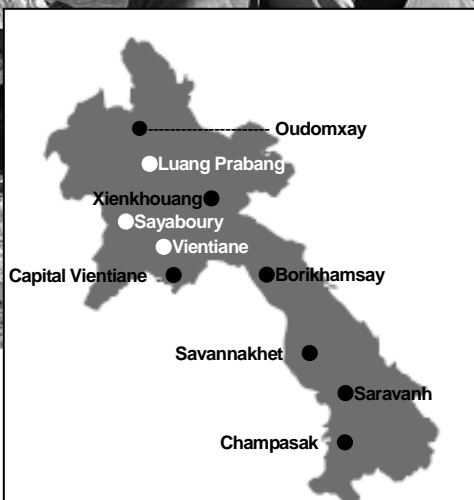 Oudomxay
Luang Prabang
Xienkhouang
Sayaboury
Vientiane
Capital Vientiane
Borikhamsay
Savannakhet
Saravanh
Champasak